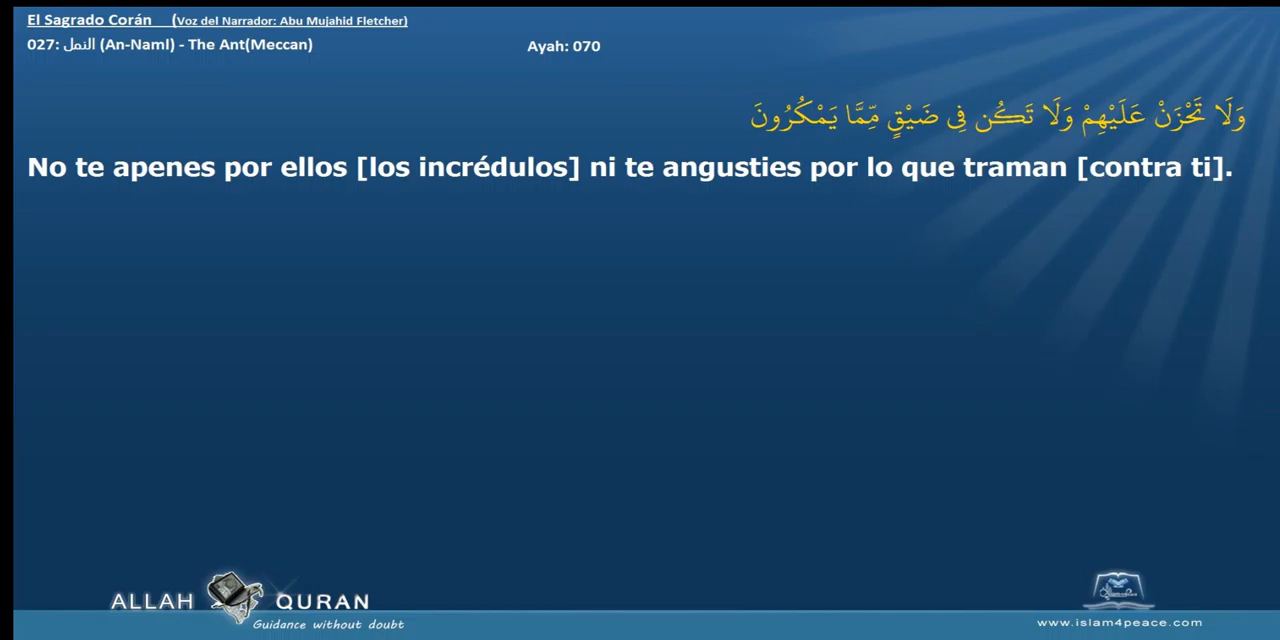 El Sagrado Corán (Voz del Narrador: Abu Mujahid Fletcher)
027: النمل (An-Naml) - The Ant(Meccan) Ayah: 070
وَلَا تَحْزَنْ عَلَيْهِمْ وَلَا تَكُن فِى ضَيْقٍ مِّمَّا يَمْكُرُونَ
No te apenes por ellos [los incrédulos] ni te angusties por lo que traman [contra ti].
ALLAH QURAN
Guidance without doubt
www.islam4peace.com